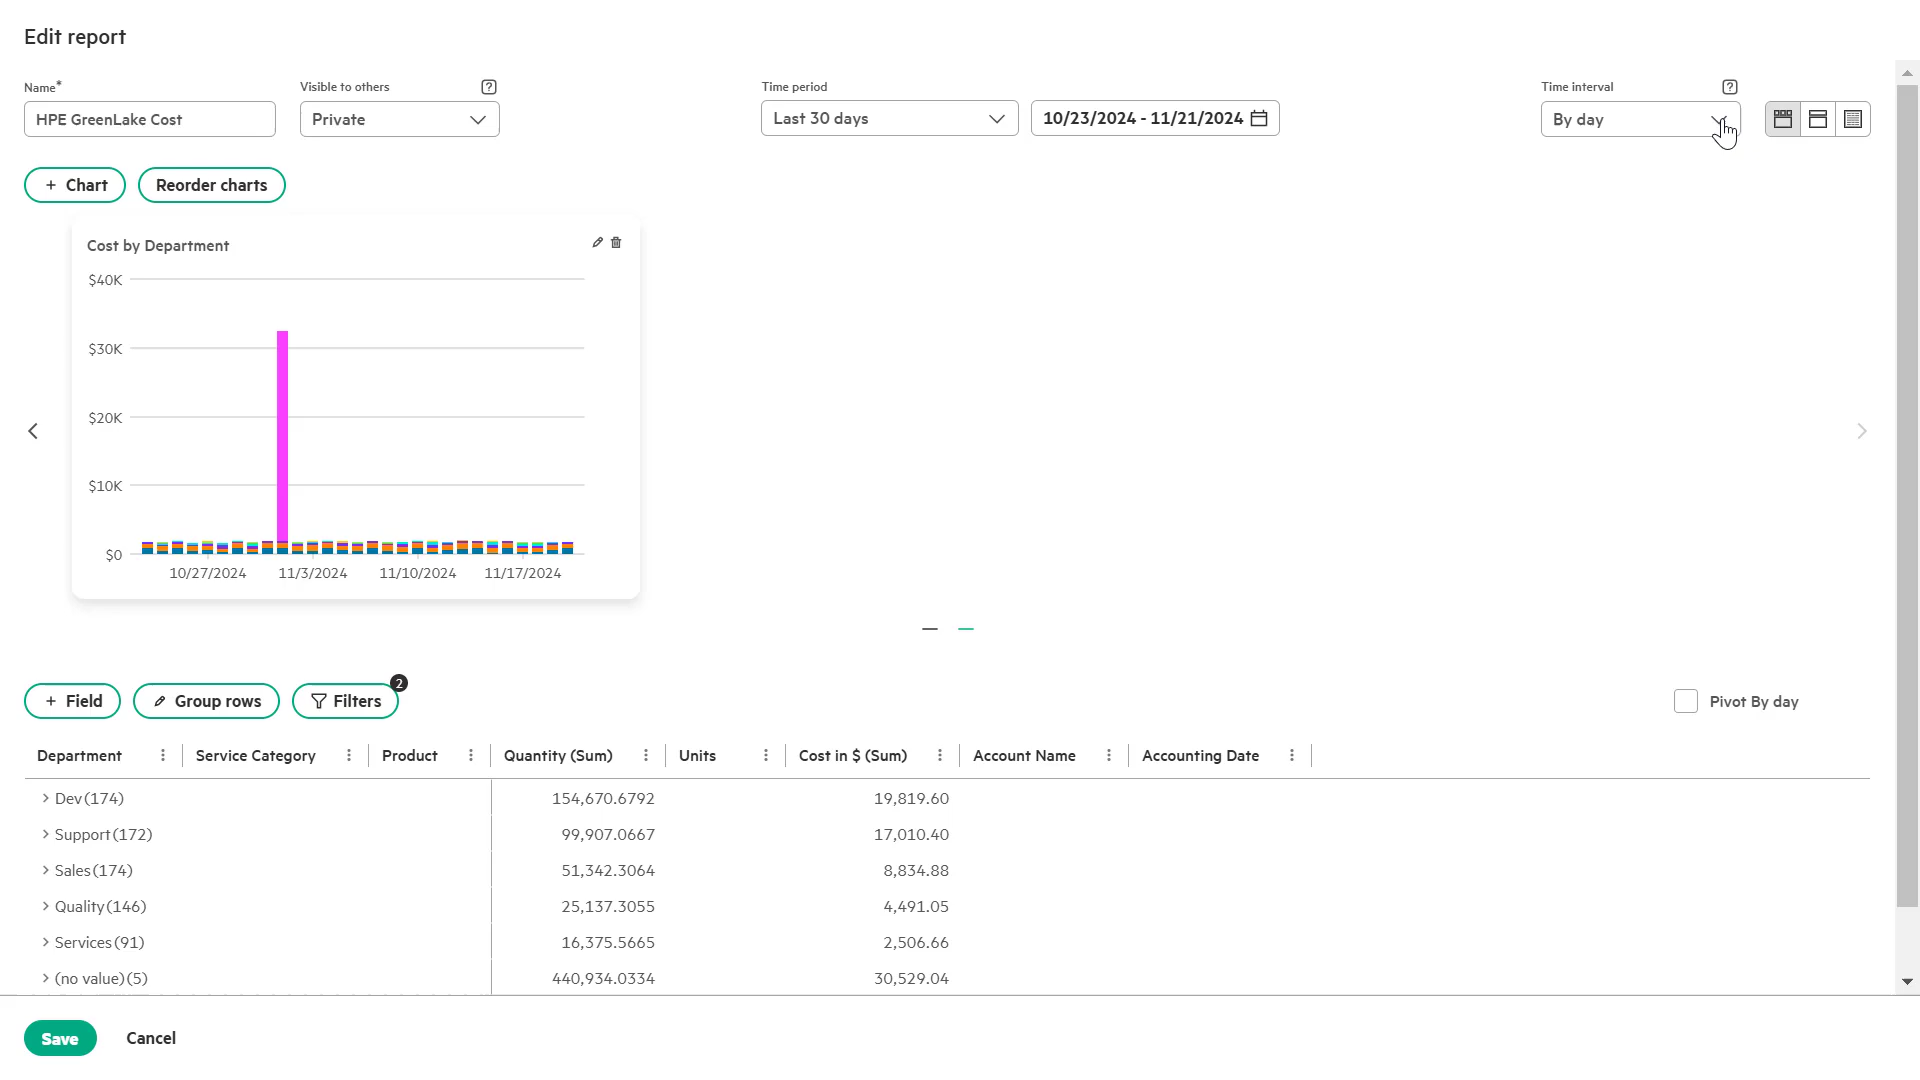 Edit report
Name*
Visible to others
Time period
Time interval
HPE GreenLake Cost
Private
Last 30 days
10/23/2024 - 11/21/2024
By day
+ Chart
Reorder charts
Cost by Department
$40K
$30K
$20K
$10K
$0
10/27/2024
11/3/2024
11/10/2024
11/17/2024
+ Field
Group rows
Filters
2
Pivot By day
Department
Service Category
Product
Quantity (Sum)
Units
Cost in $ (Sum)
Account Name
Accounting Date
Dev (174) 154,670.6792 19,819.60
Support (172) 99,907.0667 17,010.40
Sales (174) 51,342.3064 8,834.88
Quality (146) 25,137.3055 4,491.05
Services (91) 16,375.5665 2,506.66
(no value) (5) 440,934.0334 30,529.04
Save
Cancel